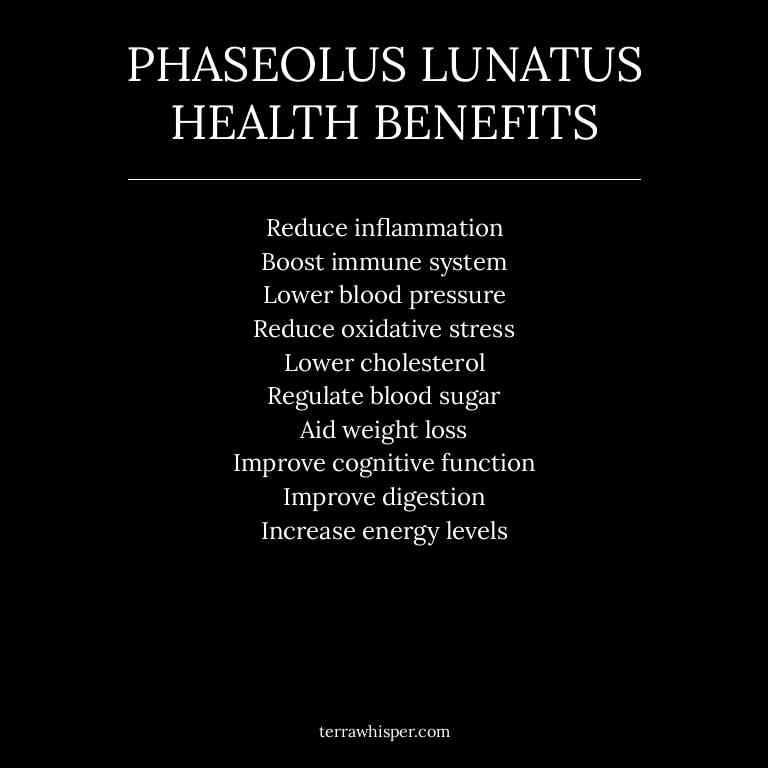 PHASEOLUS LUNATUS
HEALTH BENEFITS
Reduce inflammation
Boost immune system
Lower blood pressure
Reduce oxidative stress
Lower cholesterol
Regulate blood sugar
Aid weight loss
Improve cognitive function
Improve digestion
Increase energy levels
terrawhisper.com